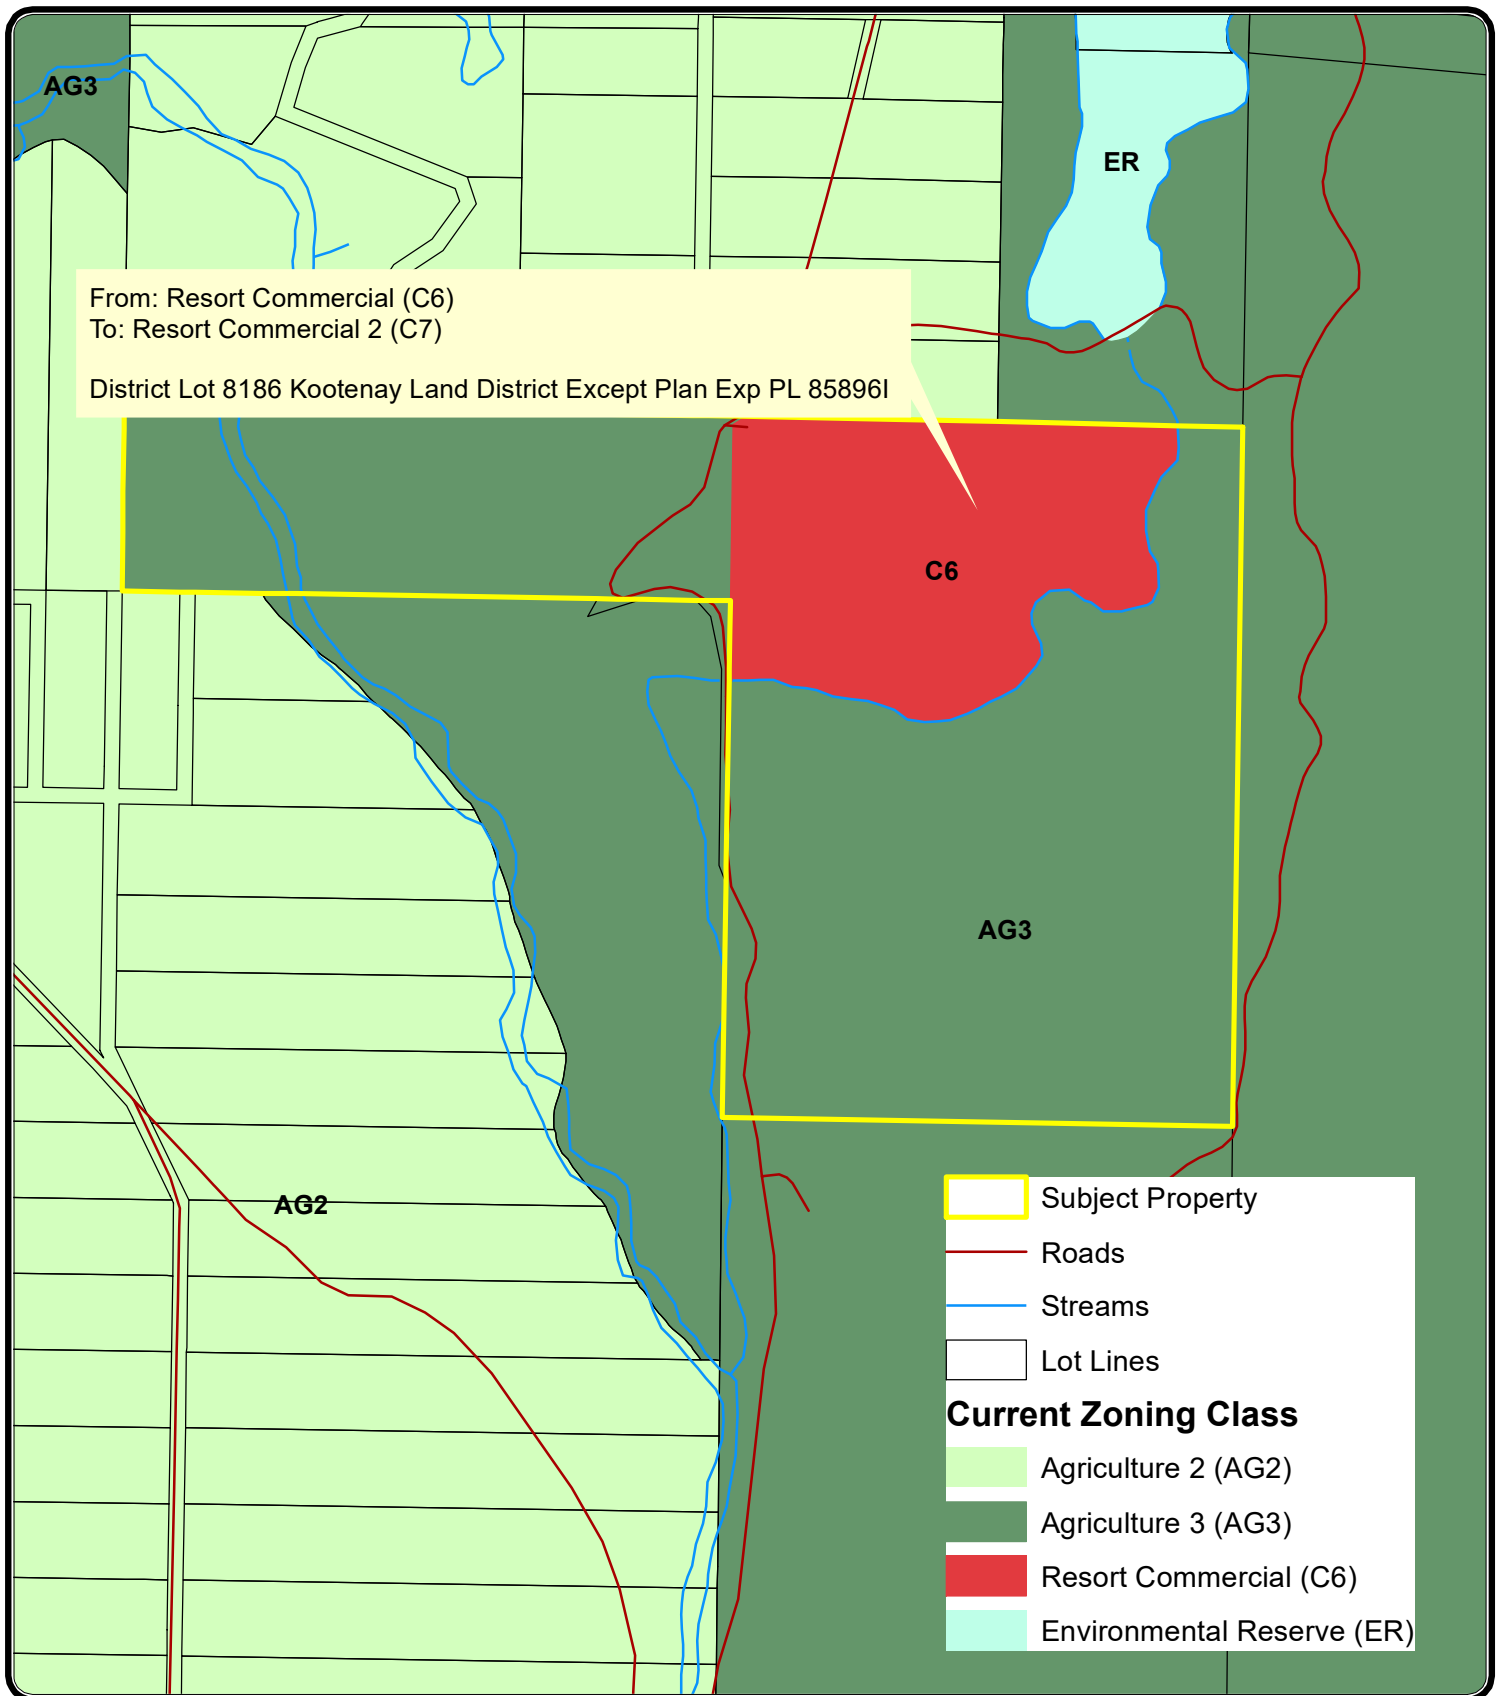 AG3
ER
From: Resort Commercial (C6)
To: Resort Commercial 2 (C7)
District Lot 8186 Kootenay Land District Except Plan Exp PL 85896I
C6
AG3
AG2
Subject Property
Roads
Streams
Lot Lines
Current Zoning Class
Agriculture 2 (AG2)
Agriculture 3 (AG3)
Resort Commercial (C6)
Environmental Reserve (ER)